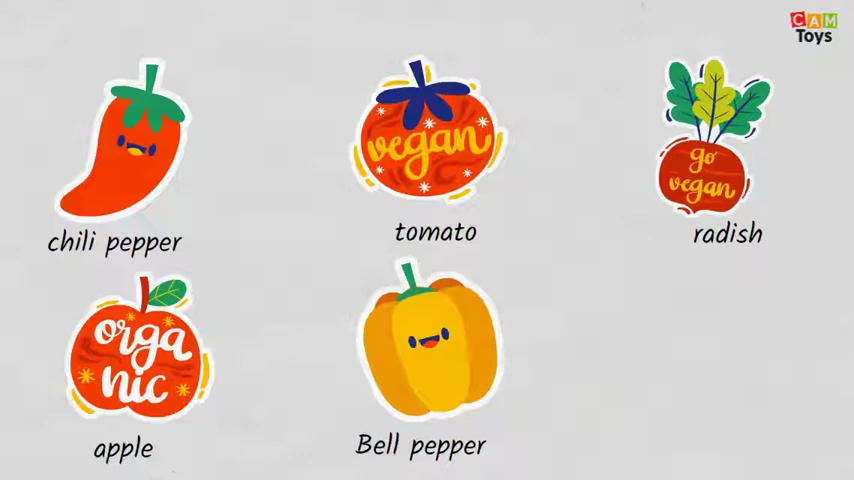 CAM
Toys
vegan
go
vegan
chili pepper
tomato
radish
orga
nic
apple
Bell pepper